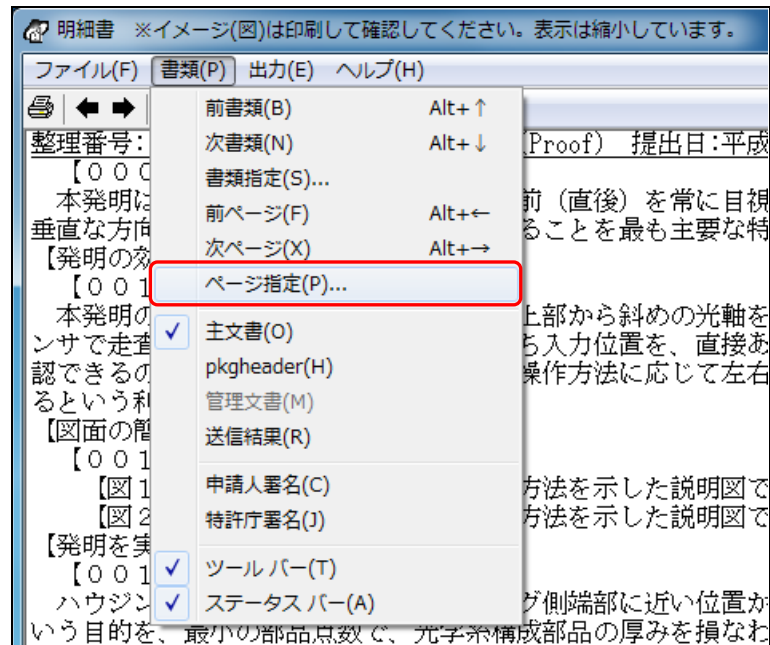 明細書　※イメージ(図)は印刷して確認してください。表示は縮小しています。
ファイル(F) 書類(P) 出力(E) ヘルプ(H)
前書類(B) Alt+↑
次書類(N) Alt+↓
書類指定(S)...
前ページ(F) Alt+←
次ページ(X) Alt+→
ページ指定(P)...
✓ 主文書(O)
pkgheader(H)
管理文書(M)
送信結果(R)
申請人署名(C)
特許庁署名(J)
✓ ツール バー(T)
✓ ステータス バー(A)
整理番号: (Proof) 提出日:平成
【000
本発明は 前（直後）を常に目視
垂直な方向 ることを最も主要な特
【発明の効
【001
本発明の 上部から斜めの光軸を
ンサで走査 ち入力位置を、直接あ
認できるの 操作方法に応じて左右
るという利
【図面の簡
【001
【図1 方法を示した説明図で
【図2 方法を示した説明図で
【発明を実
【001
ハウジン グ側端部に近い位置か
いう目的を、最小の部品点数で、光学系構成部品の厚みを損なわ